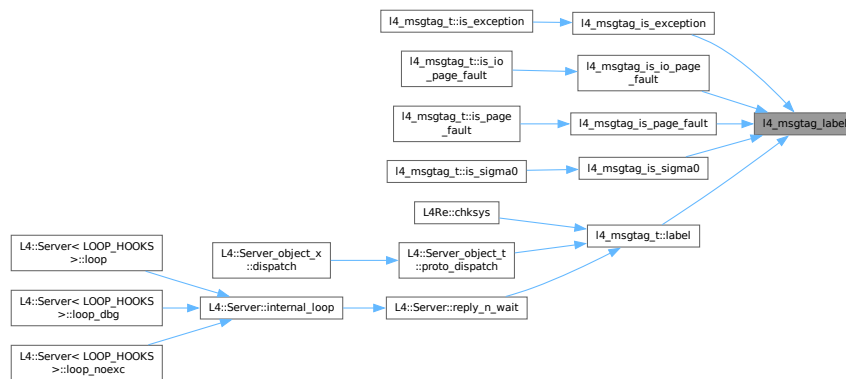 l4_msgtag_t::is_exception
l4_msgtag_is_exception
l4_msgtag_t::is_io
_page_fault
l4_msgtag_is_io_page
_fault
l4_msgtag_t::is_page
_fault
l4_msgtag_is_page_fault
l4_msgtag_label
l4_msgtag_t::is_sigma0
l4_msgtag_is_sigma0
L4Re::chksys
l4_msgtag_t::label
L4::Server< LOOP_HOOKS
>::loop
L4::Server_object_x
::dispatch
L4::Server_object_t
::proto_dispatch
L4::Server< LOOP_HOOKS
>::loop_dbg
L4::Server::internal_loop
L4::Server::reply_n_wait
L4::Server< LOOP_HOOKS
>::loop_noexc